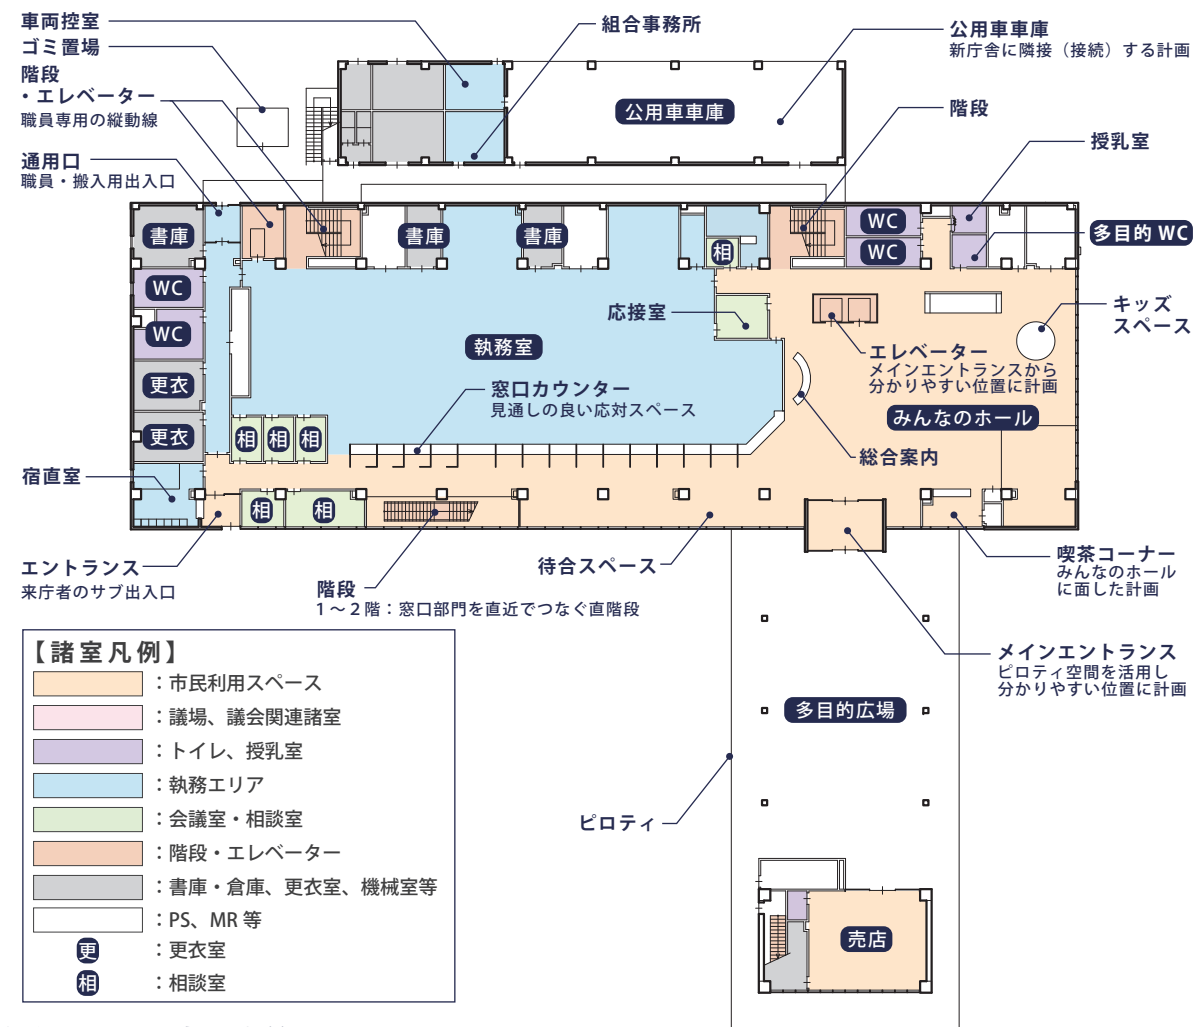 車両控室
ゴミ置場
階段
・エレベーター
職員専用の縦動線
通用口
職員・搬入用出入口
組合事務所
公用車車庫
新庁舎に隣接（接続）する計画
公用車車庫
階段
授乳室
多目的 WC
書庫
書庫
書庫
相
WC
WC
WC
WC
更衣
更衣
応接室
執務室
キッズ
スペース
エレベーター
メインエントランスから
分かりやすい位置に計画
窓口カウンター
見通しの良い応対スペース
みんなのホール
相
相
相
総合案内
宿直室
相
相
エントランス
来庁者のサブ出入口
階段
1～2階：窓口部門を直近でつなぐ直階段
待合スペース
喫茶コーナー
みんなのホール
に面した計画
メインエントランス
ピロティ空間を活用し
分かりやすい位置に計画
多目的広場
ピロティ
売店
【諸室凡例】
：市民利用スペース
：議場、議会関連諸室
：トイレ、授乳室
：執務エリア
：会議室・相談室
：階段・エレベーター
：書庫・倉庫、更衣室、機械室等
：PS、MR 等
更：更衣室
相：相談室